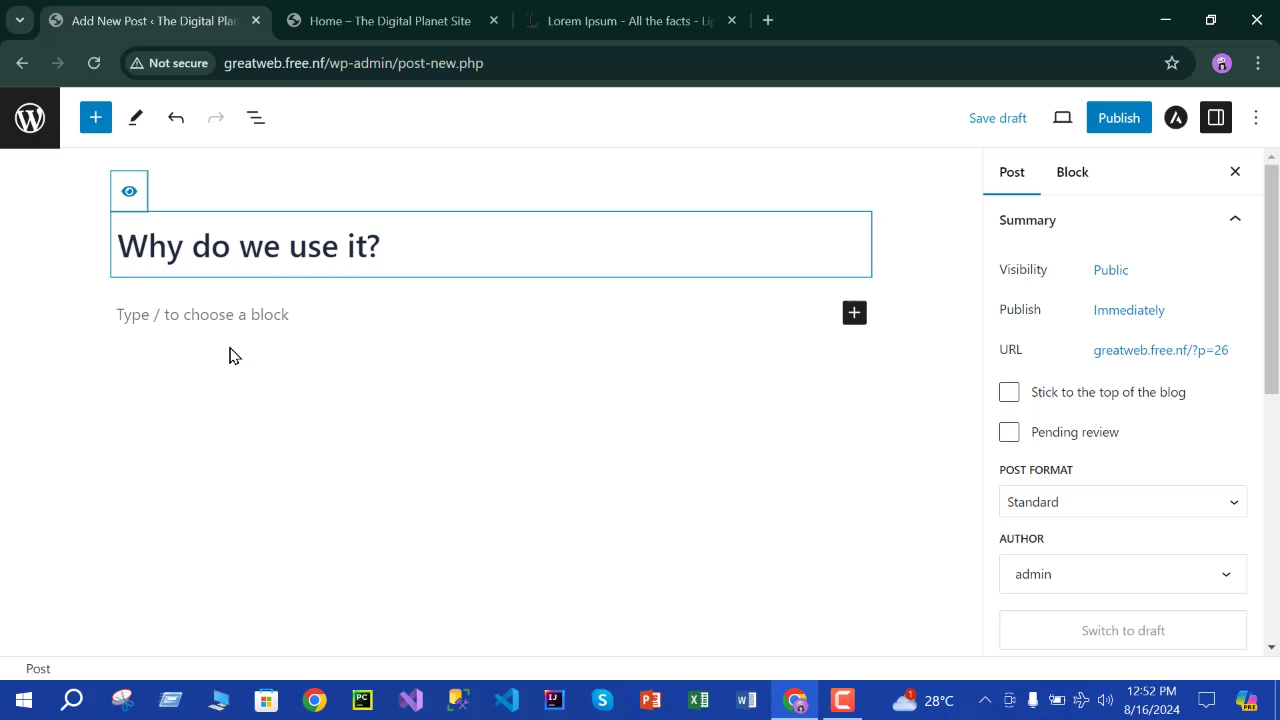 Add New Post ‹ The Digital Plan
Home – The Digital Planet Site
Lorem Ipsum - All the facts - Li
Not secure
greatweb.free.nf/wp-admin/post-new.php
Save draft
Publish
Post
Block
Why do we use it?
Type / to choose a block
Summary
Visibility
Public
Publish
Immediately
URL
greatweb.free.nf/?p=26
Stick to the top of the blog
Pending review
POST FORMAT
Standard
AUTHOR
admin
Switch to draft
Post
1
28°C
12:52 PM
8/16/2024